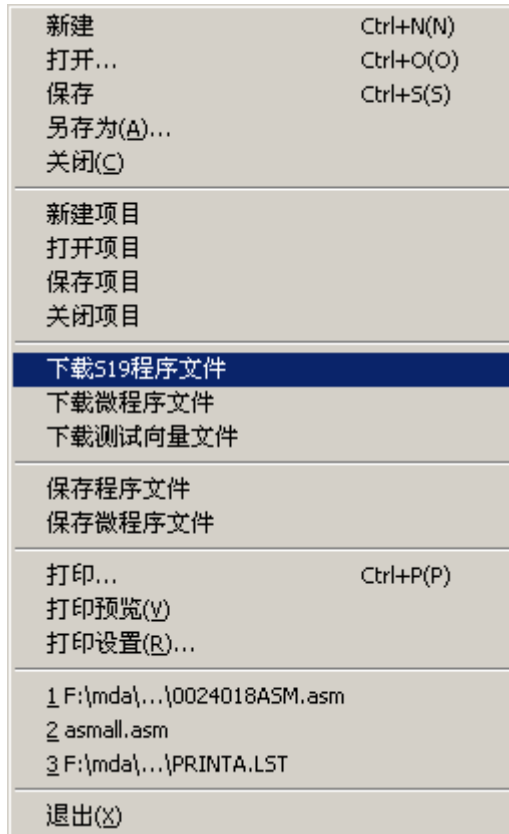 新建 Ctrl+N(N)
打开... Ctrl+O(O)
保存 Ctrl+S(S)
另存为(A)...
关闭(C)
新建项目
打开项目
保存项目
关闭项目
下载S19程序文件
下载微程序文件
下载测试向量文件
保存程序文件
保存微程序文件
打印... Ctrl+P(P)
打印预览(V)
打印设置(R)...
1 F:\mda\...\0024018ASM.asm
2 asmall.asm
3 F:\mda\...\PRINTA.LST
退出(X)